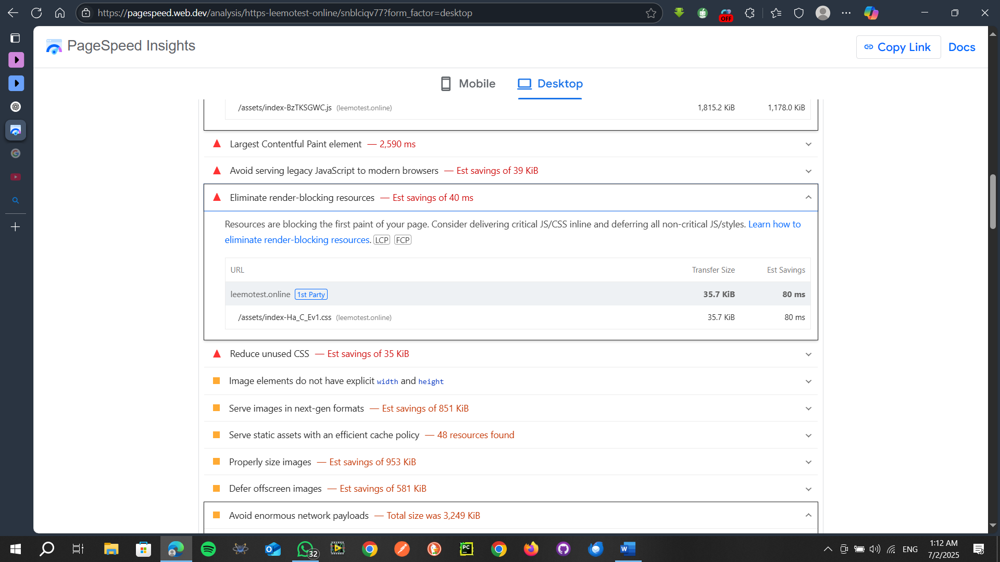 https://pagespeed.web.dev/analysis/https-leemotest-online/snblciqv77?form_factor=desktop
OFF
PageSpeed Insights
Copy Link
Docs
Mobile
Desktop
/assets/index-BzTKSGWC.js (leemotest.online) 1,815.2 KiB 1,178.0 KiB
Largest Contentful Paint element — 2,590 ms
Avoid serving legacy JavaScript to modern browsers — Est savings of 39 KiB
Eliminate render-blocking resources — Est savings of 40 ms
Resources are blocking the first paint of your page. Consider delivering critical JS/CSS inline and deferring all non-critical JS/styles. Learn how to
eliminate render-blocking resources. LCP FCP
URL Transfer Size Est Savings
leemotest.online 1st Party 35.7 KiB 80 ms
/assets/index-Ha_C_Ev1.css (leemotest.online) 35.7 KiB 80 ms
Reduce unused CSS — Est savings of 35 KiB
Image elements do not have explicit width and height
Serve images in next-gen formats — Est savings of 851 KiB
Serve static assets with an efficient cache policy — 48 resources found
Properly size images — Est savings of 953 KiB
Defer offscreen images — Est savings of 581 KiB
Avoid enormous network payloads — Total size was 3,249 KiB
32
PC
ENG
1:12 AM
7/2/2025